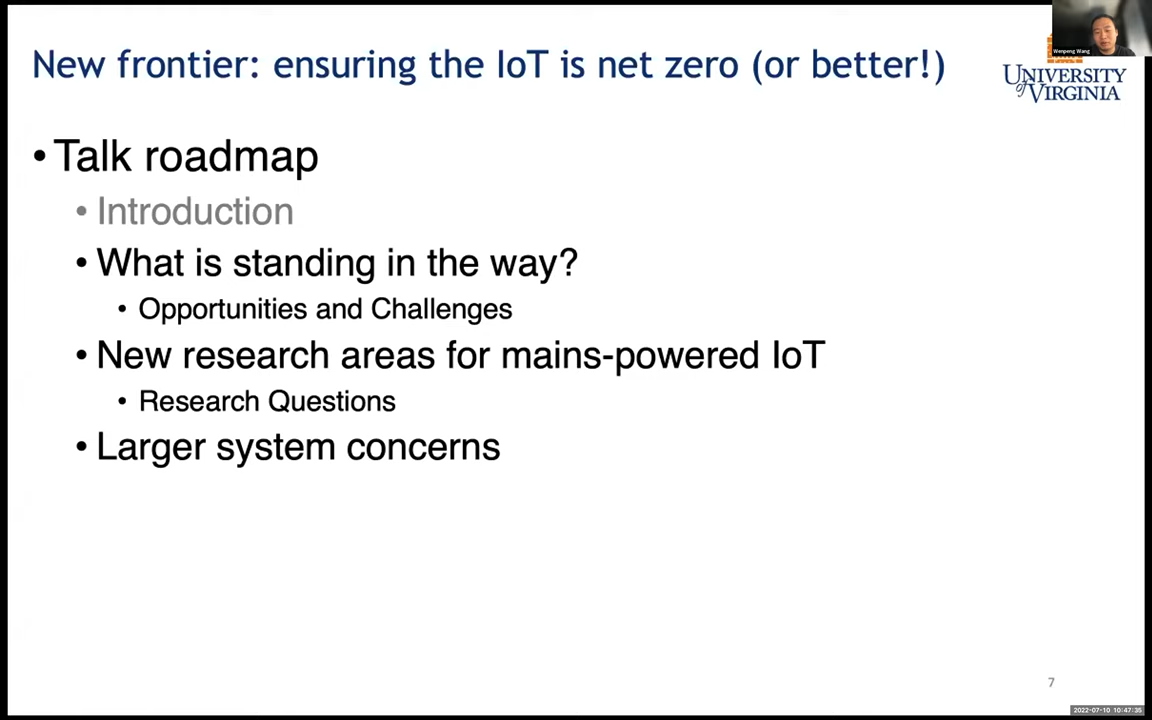 Wenpeng Wang
New frontier: ensuring the IoT is net zero (or better!)
UNIVERSITY
of VIRGINIA
• Talk roadmap
• Introduction
• What is standing in the way?
• Opportunities and Challenges
• New research areas for mains-powered IoT
• Research Questions
• Larger system concerns
7
2022-07-10 10:47:35